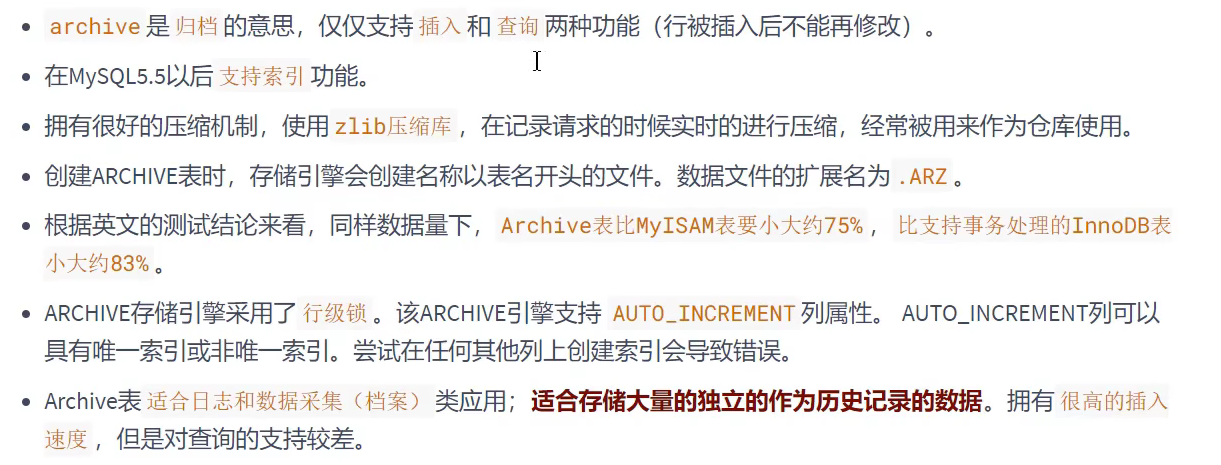 archive 是 归档 的意思，仅仅支持 插入 和 查询 两种功能（行被插入后不能再修改）。
在MySQL5.5以后 支持索引 功能。
拥有很好的压缩机制，使用 zlib压缩库 ，在记录请求的时候实时的进行压缩，经常被用来作为仓库使用。
创建ARCHIVE表时，存储引擎会创建名称以表名开头的文件。数据文件的扩展名为 .ARZ 。
根据英文的测试结论来看，同样数据量下， Archive表比MyISAM表要小大约75% ， 比支持事务处理的InnoDB表
小大约83% 。
ARCHIVE存储引擎采用了 行级锁 。该ARCHIVE引擎支持 AUTO_INCREMENT 列属性。 AUTO_INCREMENT列可以
具有唯一索引或非唯一索引。尝试在任何其他列上创建索引会导致错误。
Archive表 适合日志和数据采集（档案） 类应用；适合存储大量的独立的作为历史记录的数据。拥有 很高的插入
速度 ，但是对查询的支持较差。